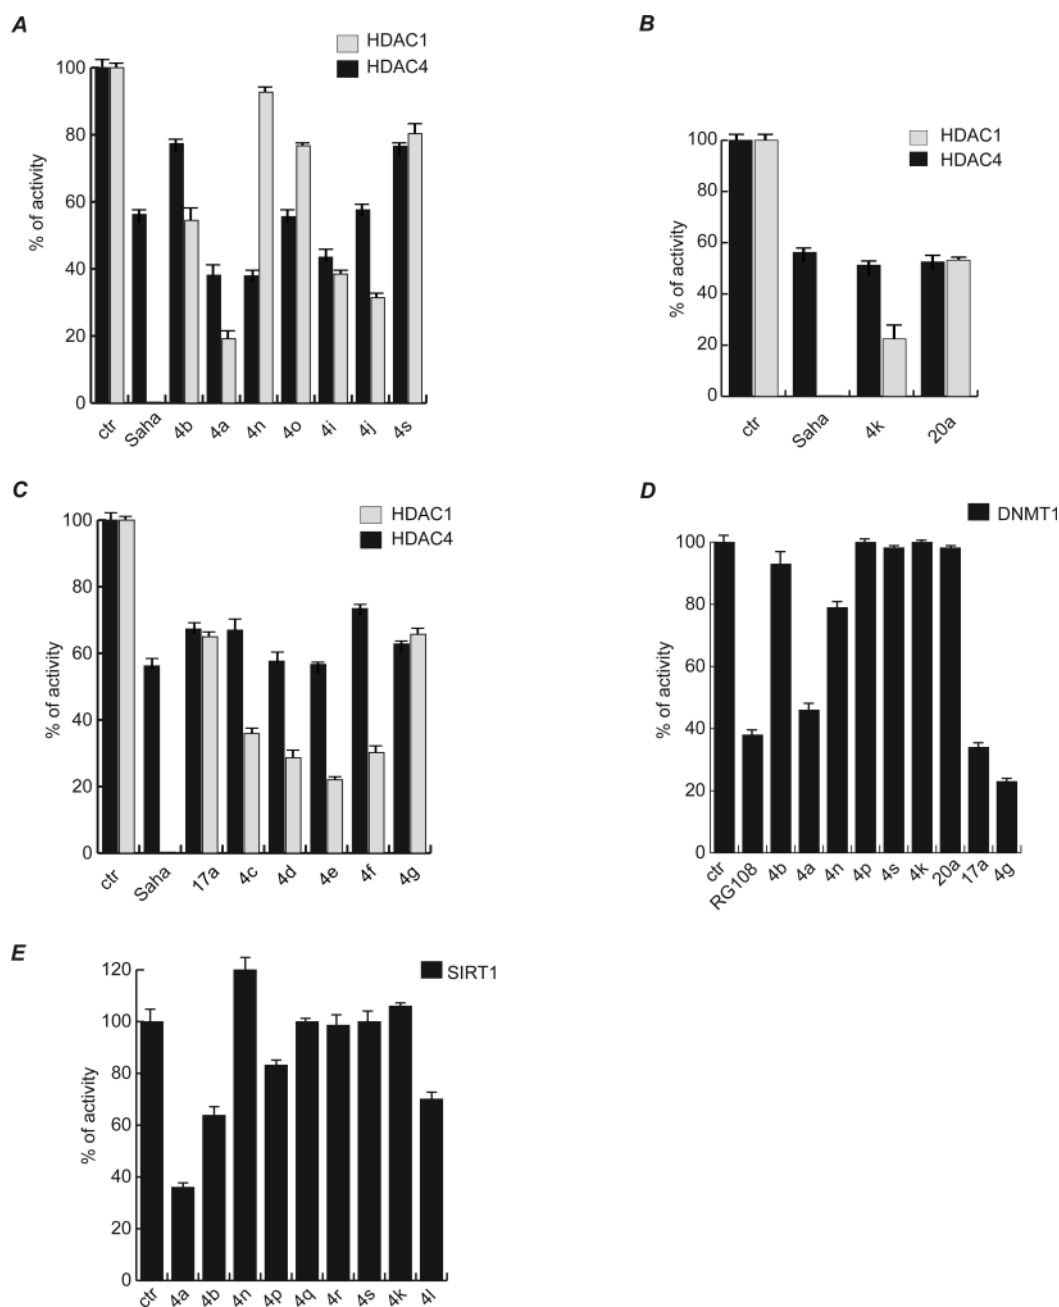 A
HDAC1
HDAC4
% of activity
100
80
60
40
20
0
ctr
Saha
4b
4a
4n
4o
4i
4j
4s
B
HDAC1
HDAC4
% of activity
100
80
60
40
20
0
ctr
Saha
4k
20a
C
HDAC1
HDAC4
% of activity
100
80
60
40
20
0
ctr
Saha
17a
4c
4d
4e
4f
4g
D
DNMT1
% of activity
100
80
60
40
20
0
ctr
RG108
4b
4a
4n
4p
4s
4k
20a
17a
4g
E
SIRT1
% of activity
120
100
80
60
40
20
0
ctr
4a
4b
4n
4p
4q
4r
4s
4k
4l